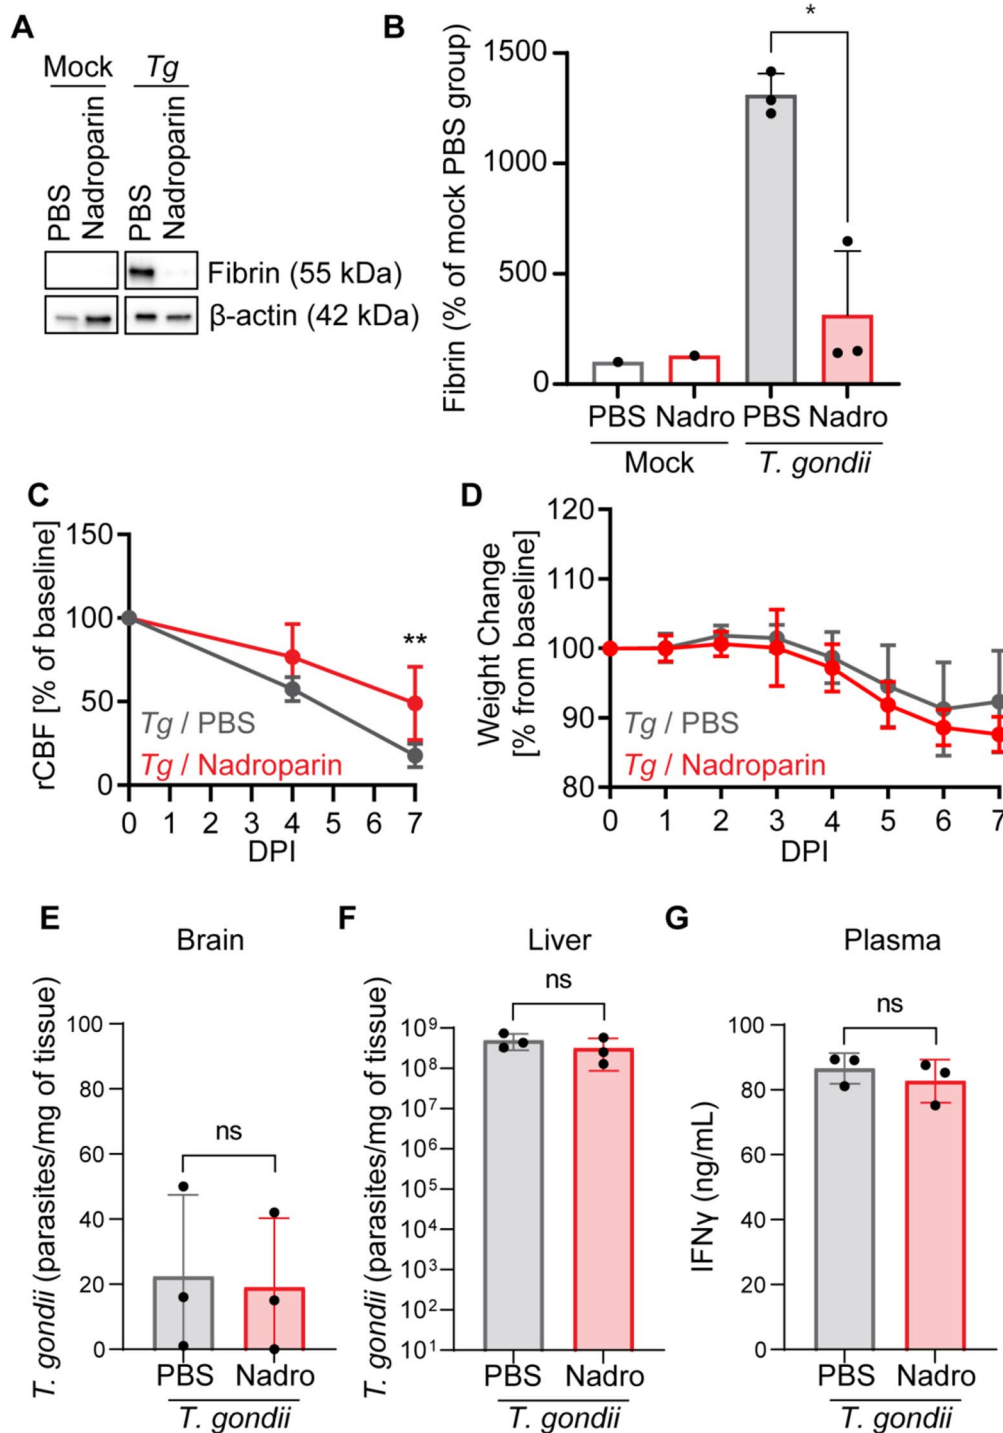 A
Mock Tg
PBS
Nadroparin
PBS
Nadroparin
Fibrin (55 kDa)
β-actin (42 kDa)
B
Fibrin (% of mock PBS group)
*
1500
1000
500
0
PBS Nadro PBS Nadro
Mock T. gondii
C
rCBF [% of baseline]
150
100
50
0
**
Tg / PBS
Tg / Nadroparin
0 1 2 3 4 5 6 7
DPI
D
Weight Change
[% from baseline]
120
110
100
90
80
Tg / PBS
Tg / Nadroparin
0 1 2 3 4 5 6 7
DPI
E
Brain
T. gondii (parasites/mg of tissue)
ns
100
80
60
40
20
0
PBS Nadro
T. gondii
F
Liver
T. gondii (parasites/mg of tissue)
ns
10⁹
10⁸
10⁷
10⁶
10⁵
10⁴
10³
10²
10¹
PBS Nadro
T. gondii
G
Plasma
IFNγ (ng/mL)
ns
100
80
60
40
20
0
PBS Nadro
T. gondii